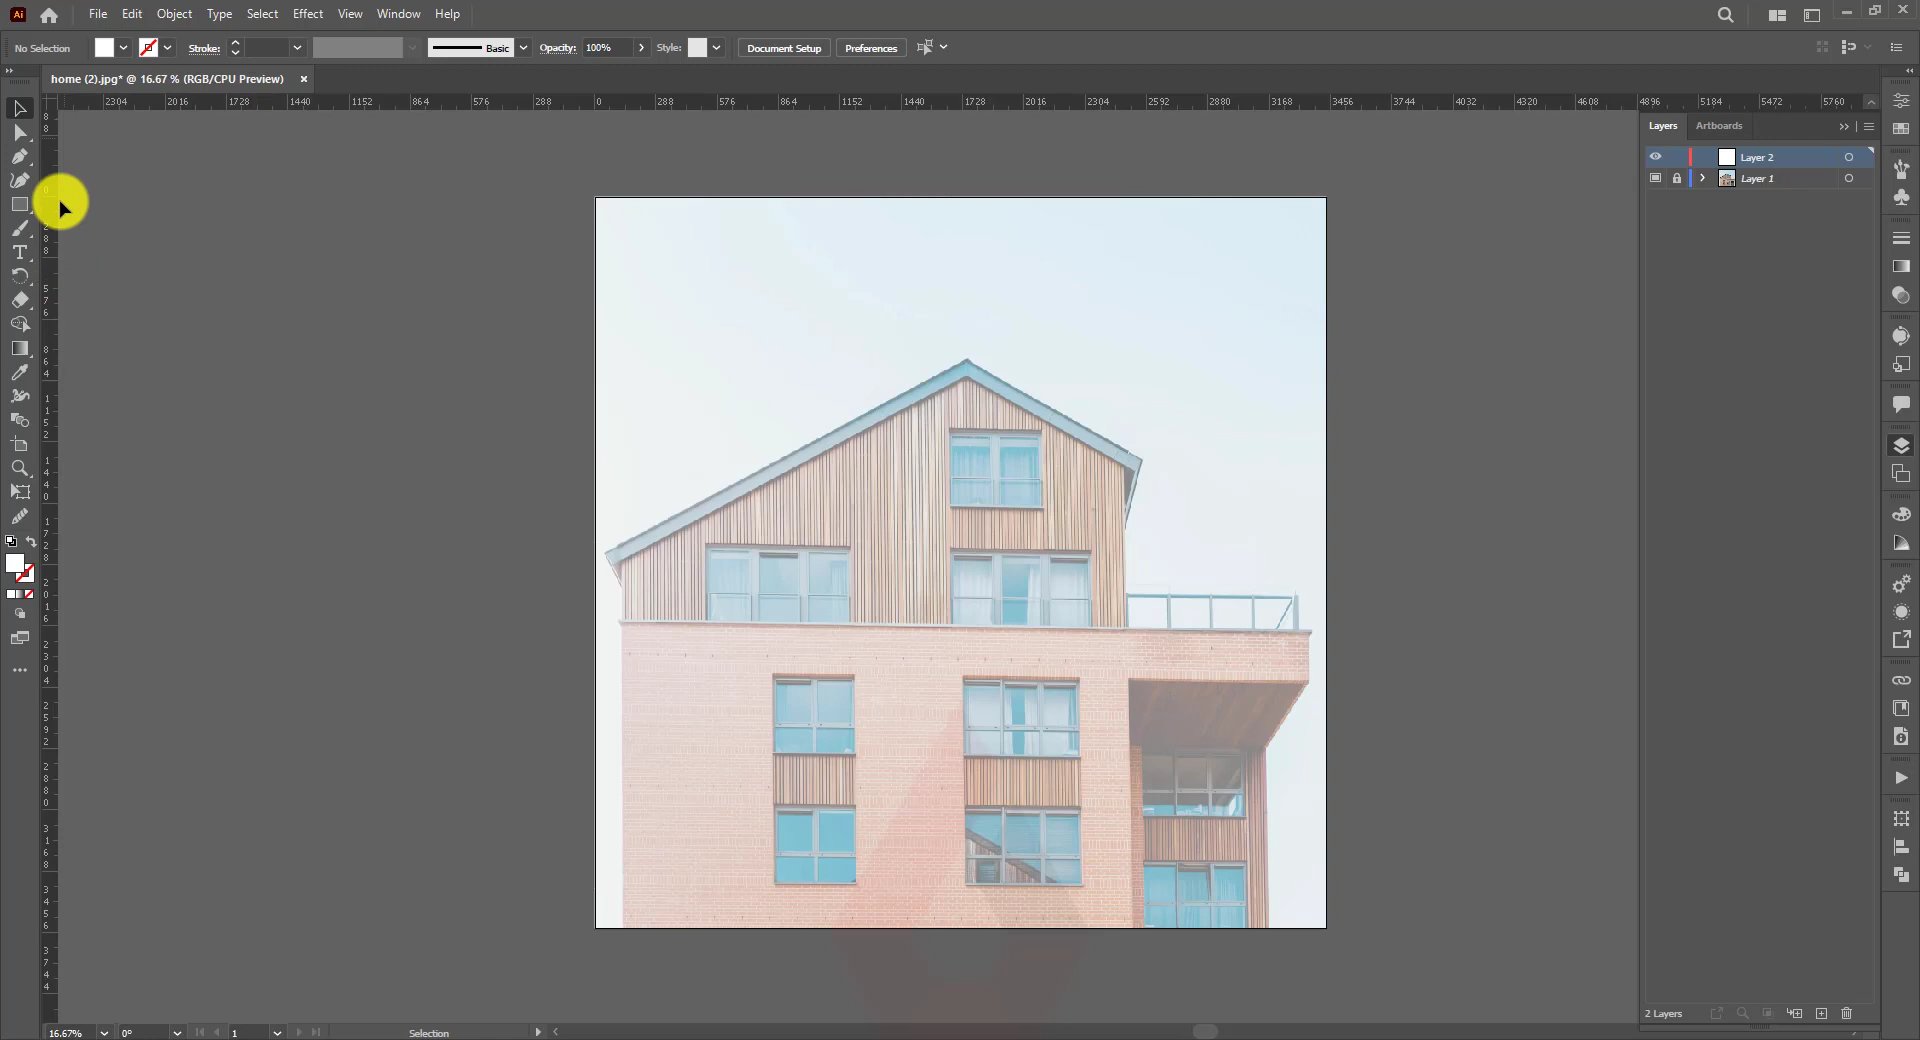 Ai File Edit Object Type Select Effect View Window Help
No Selection Stroke: Basic Opacity: 100% Style: Document Setup Preferences
home (2).jpg* @ 16.67 % (RGB/CPU Preview)
2304 2016 1728 1440 1152 864 576 288 0 288 576 864 1152 1440 1728 2016 2304 2592 2880 3168 3456 3744 4032 4320 4608 4896 5184 5472 5760
Layers Artboards
Layer 2
Layer 1
2 Layers
16.67% 0° 1 Selection